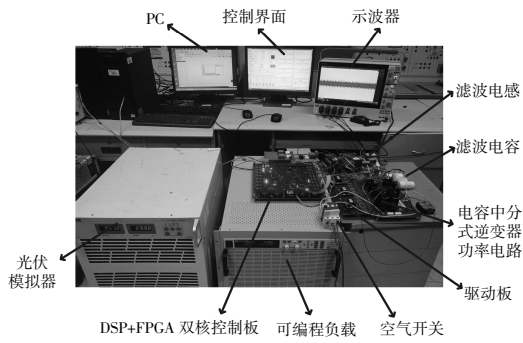 PC
控制界面
示波器
滤波电感
滤波电容
电容中分
式逆变器
功率电路
驱动板
光伏
模拟器
DSP+FPGA 双核控制板
可编程负载
空气开关